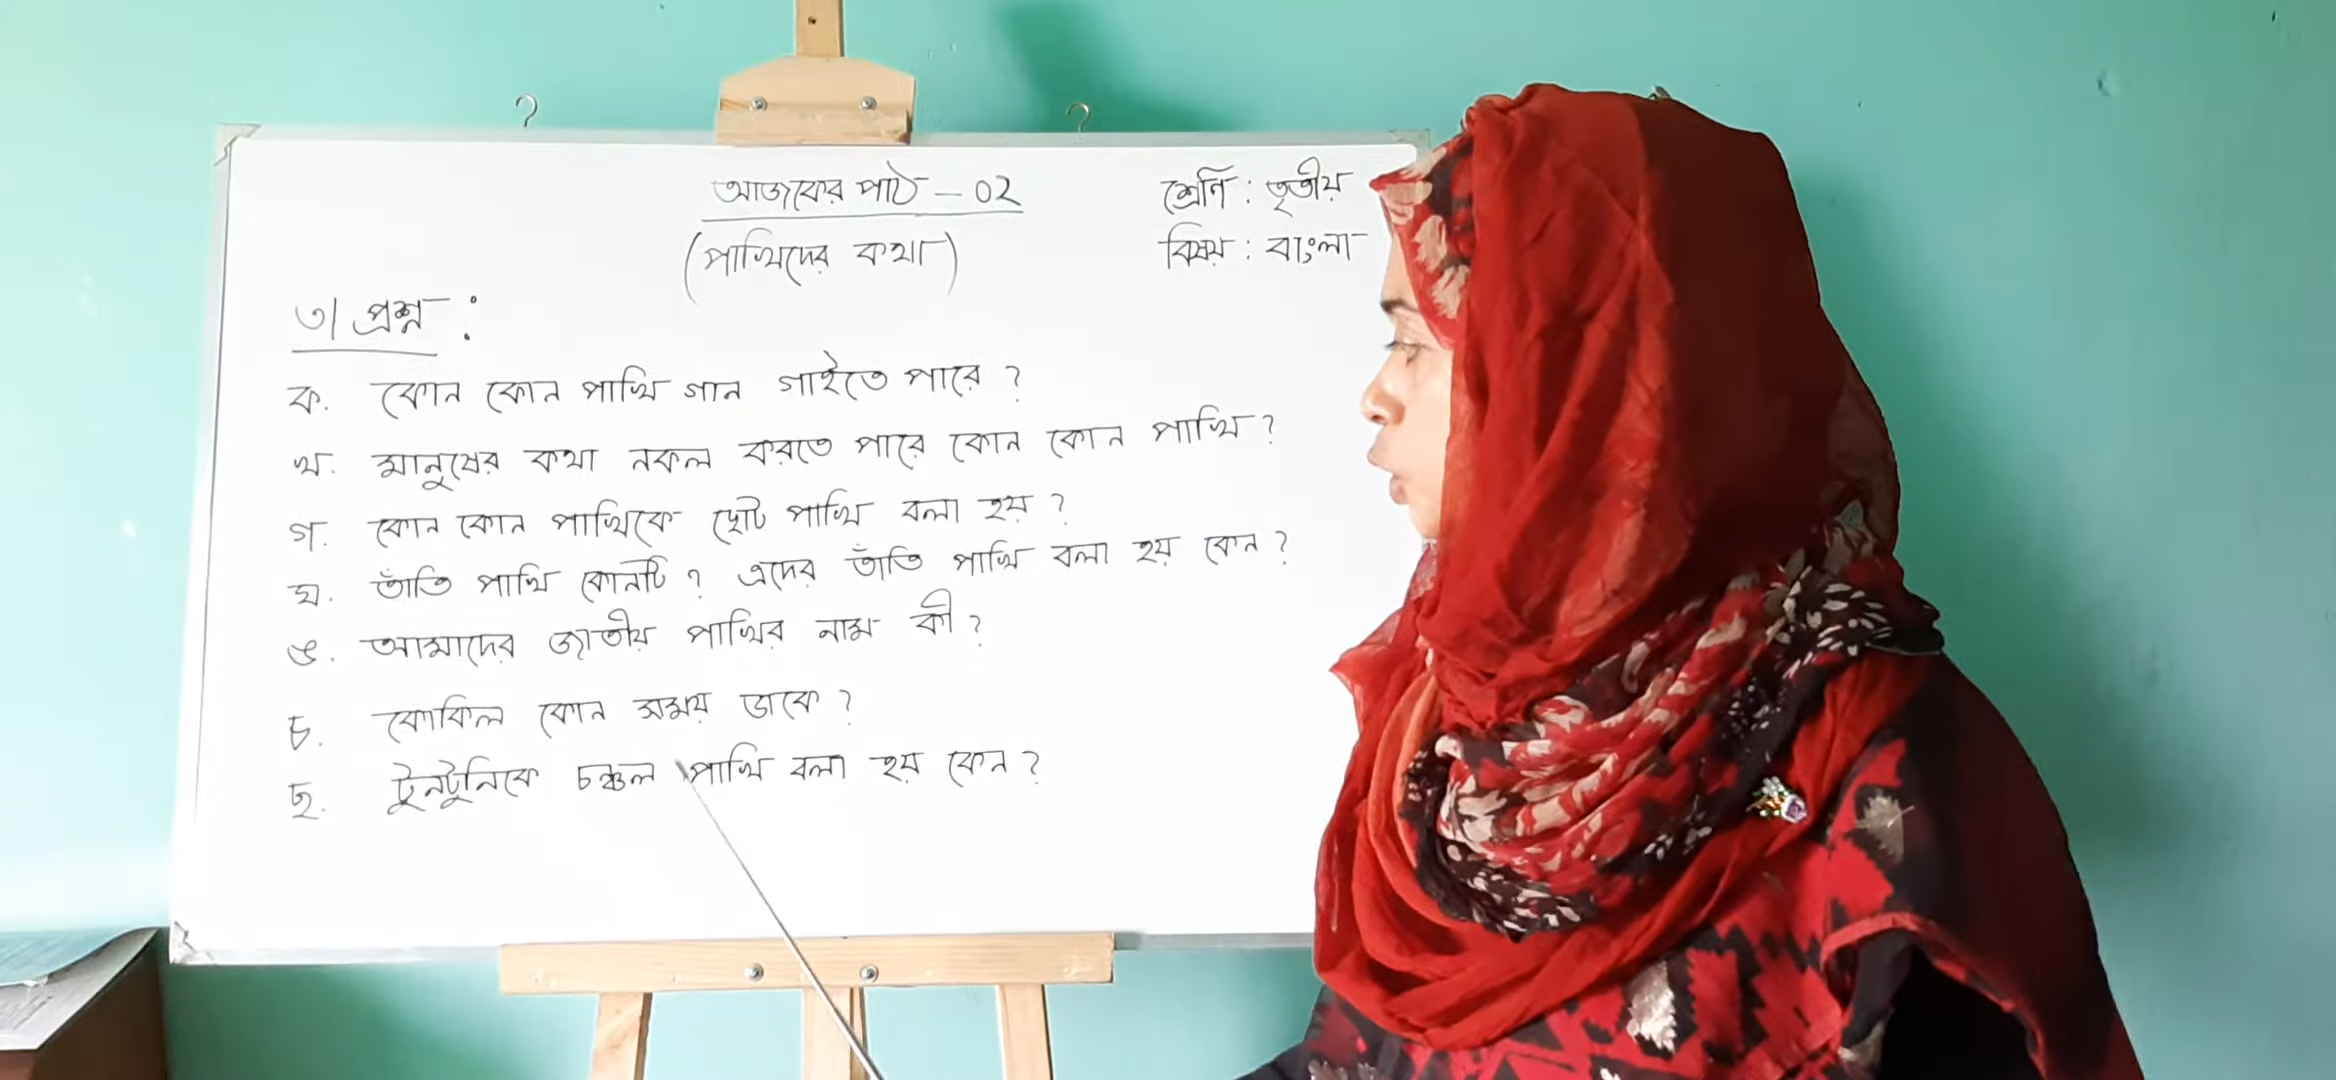 আজকের পাঠ - ০২
(পাখিদের কথা)
শ্রেণি : তৃতীয়
বিষয় : বাংলা
৩। প্রশ্ন :
ক. কোন কোন পাখি গান গাইতে পারে ?
খ. মানুষের কথা নকল করতে পারে কোন কোন পাখি ?
গ. কোন কোন পাখিকে ছোট পাখি বলা হয় ?
ঘ. তাঁতি পাখি কোনটি ? এদের তাঁতি পাখি বলা হয় কেন ?
ঙ. আমাদের জাতীয় পাখির নাম কী ?
চ. কোকিল কোন সময় ডাকে ?
ছ. টুনটুনিকে চঞ্চল পাখি বলা হয় কেন ?